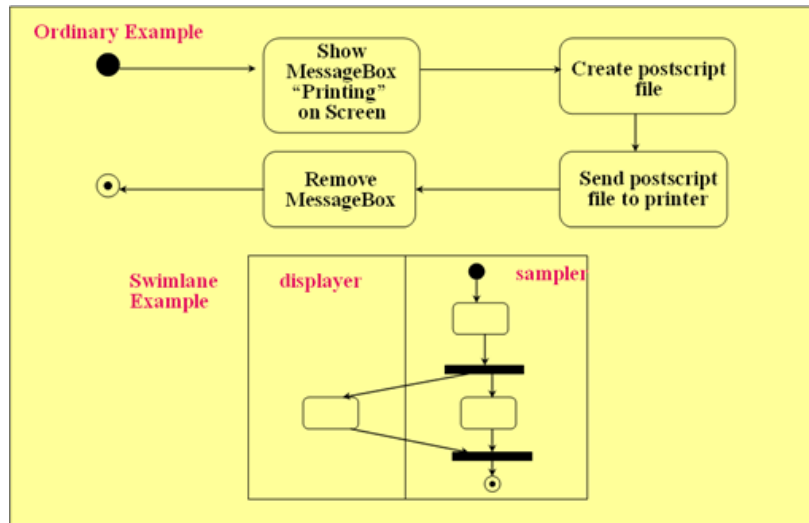 Ordinary Example
Show
MessageBox
“Printing”
on Screen
Create postscript
file
Send postscript
file to printer
Remove
MessageBox
Swimlane
Example
displayer
sampler